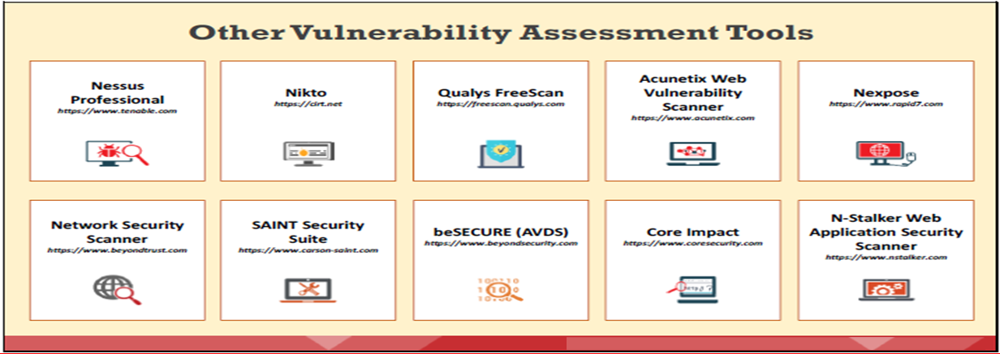 Other Vulnerability Assessment Tools
Nessus
Professional
https://www.tenable.com
Nikto
https://cirt.net
Qualys FreeScan
https://freescan.qualys.com
Acunetix Web
Vulnerability
Scanner
https://www.acunetix.com
Nexpose
https://www.rapid7.com
Network Security
Scanner
https://www.beyondtrust.com
SAINT Security
Suite
https://www.carson-saint.com
beSECURE (AVDS)
https://www.beyondsecurity.com
100110
10
Core Impact
https://www.coresecurity.com
N-Stalker Web
Application Security
Scanner
https://www.nstalker.com